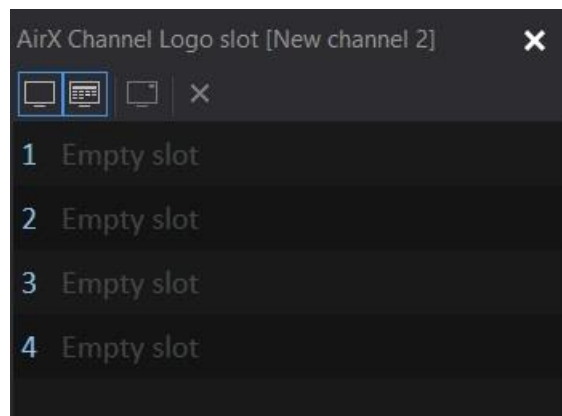 AirX Channel Logo slot [New channel 2]
1 Empty slot
2 Empty slot
3 Empty slot
4 Empty slot